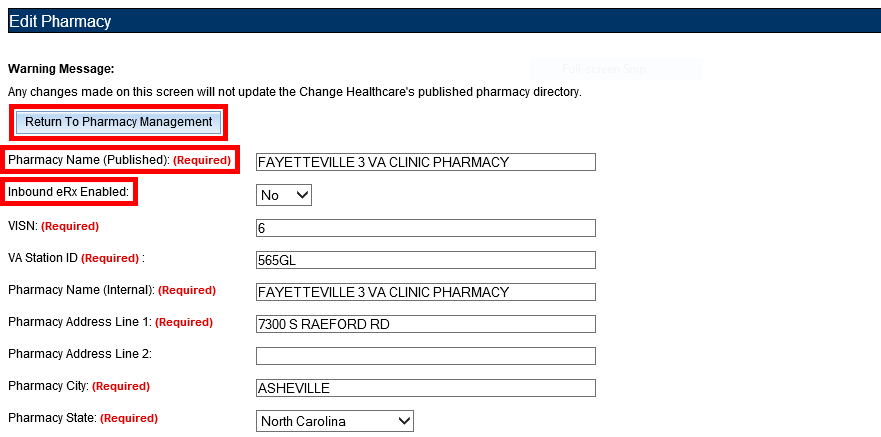 Edit Pharmacy
Warning Message:
Any changes made on this screen will not update the Change Healthcare's published pharmacy directory.
Return To Pharmacy Management
Pharmacy Name (Published): (Required) FAYETTEVILLE 3 VA CLINIC PHARMACY
Inbound eRx Enabled: No
VISN: (Required) 6
VA Station ID (Required) : 565GL
Pharmacy Name (Internal): (Required) FAYETTEVILLE 3 VA CLINIC PHARMACY
Pharmacy Address Line 1: (Required) 7300 S RAEFORD RD
Pharmacy Address Line 2:
Pharmacy City: (Required) ASHEVILLE
Pharmacy State: (Required) North Carolina